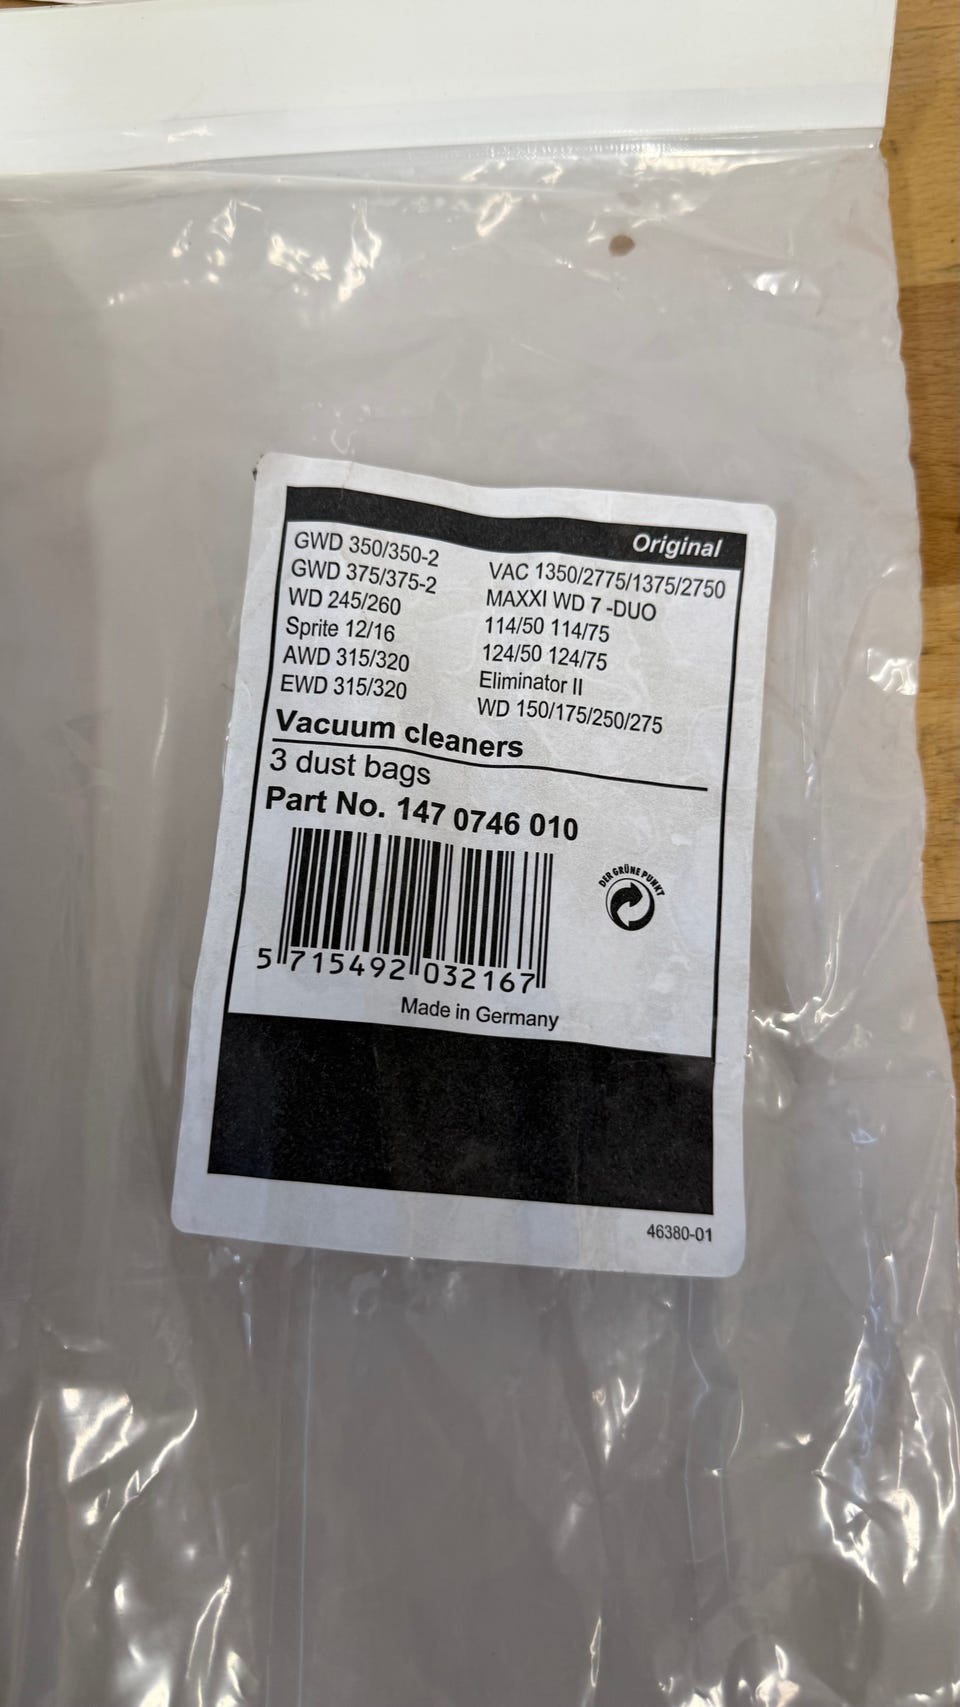 Original
GWD 350/350-2
GWD 375/375-2
WD 245/260
Sprite 12/16
AWD 315/320
EWD 315/320
VAC 1350/2775/1375/2750
MAXXI WD 7 -DUO
114/50 114/75
124/50 124/75
Eliminator II
WD 150/175/250/275
Vacuum cleaners
3 dust bags
Part No. 147 0746 010
DER GRÜNE PUNKT
5 715492 032167
Made in Germany
46380-01